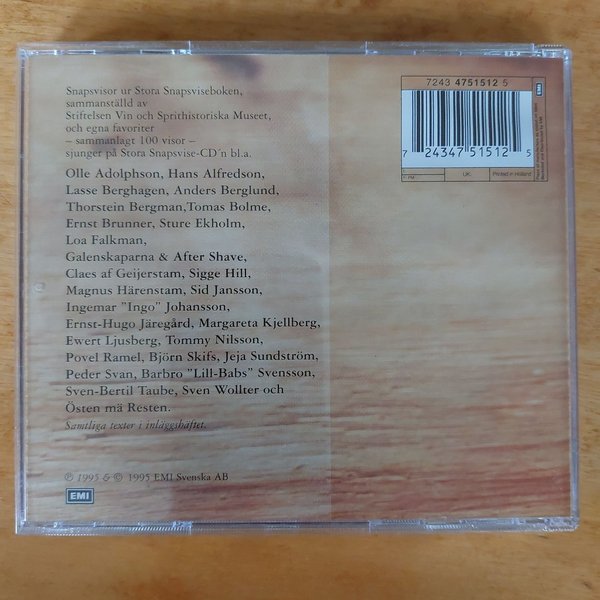 Snapsvisor ur Stora Snapsviseboken,
sammanställd av
Stiftelsen Vin och Sprithistoriska Museet,
och egna favoriter
– sammanlagt 100 visor –
sjunger på Stora Snapsvise-CD'n bl.a.
Olle Adolphson, Hans Alfredson,
Lasse Berghagen, Anders Berglund,
Thorstein Bergman,Tomas Bolme,
Ernst Brunner, Sture Ekholm,
Loa Falkman,
Galenskaparna & After Shave,
Claes af Geijerstam, Sigge Hill,
Magnus Härenstam, Sid Jansson,
Ingemar "Ingo" Johansson,
Ernst-Hugo Järegård, Margareta Kjellberg,
Ewert Ljusberg, Tommy Nilsson,
Povel Ramel, Björn Skifs, Jeja Sundström,
Peder Svan, Barbro "Lill-Babs" Svensson,
Sven-Bertil Taube, Sven Wollter och
Östen mä Resten.
Samtliga texter i inläggshäftet.
℗ 1995 & © 1995 EMI Svenska AB
EMI
7243 4751512 5
7 24347 51512 5
PM UK Printed in Holland
EMI